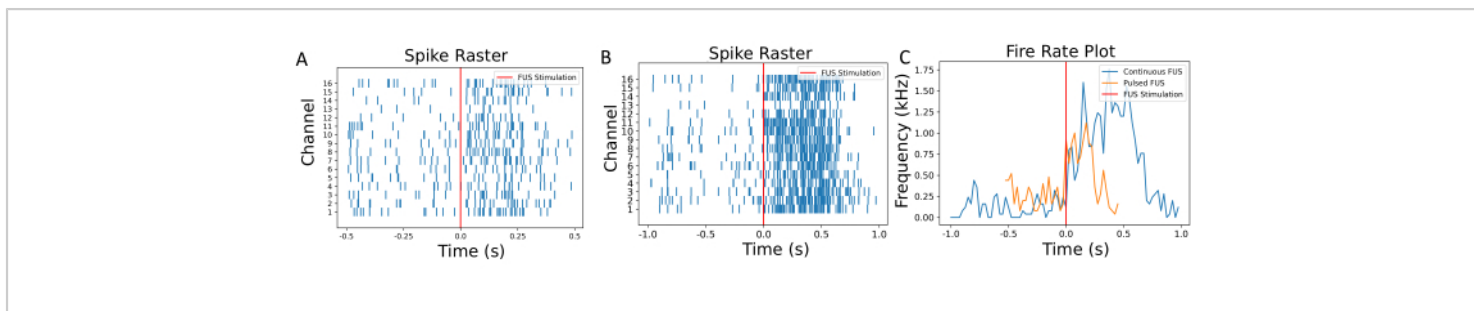 A
Spike Raster
FUS Stimulation
Channel
16
15
14
13
12
11
10
9
8
7
6
5
4
3
2
1
-0.5 -0.25 0.0 0.25 0.5
Time (s)
B
Spike Raster
FUS Stimulation
Channel
16
15
14
13
12
11
10
9
8
7
6
5
4
3
2
1
-1.0 -0.5 0.0 0.5 1.0
Time (s)
C
Fire Rate Plot
Continuous FUS
Pulsed FUS
FUS Stimulation
Frequency (kHz)
1.75
1.50
1.25
1.00
0.75
0.50
0.25
0.00
-1.0 -0.5 0.0 0.5 1.0
Time (s)